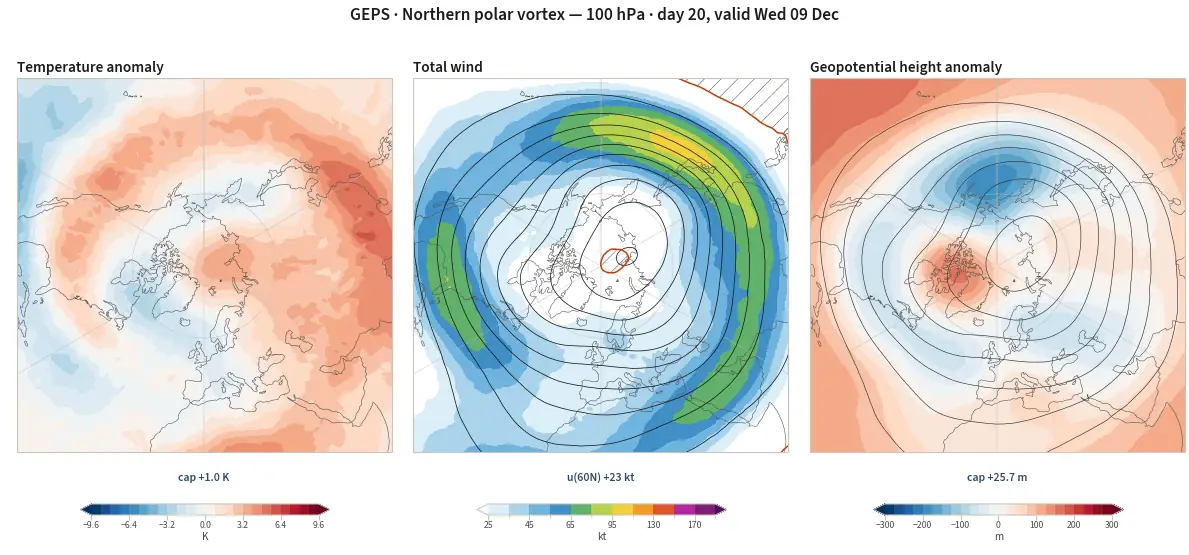 GEPS · Northern polar vortex — 100 hPa · day 20, valid Wed 09 Dec
Temperature anomaly
Total wind
Geopotential height anomaly
cap +1.0 K
u(60N) +23 kt
cap +25.7 m
−9.6 −6.4 −3.2 0.0 3.2 6.4 9.6
K
25 45 65 95 130 170
kt
−300 −200 −100 0 100 200 300
m